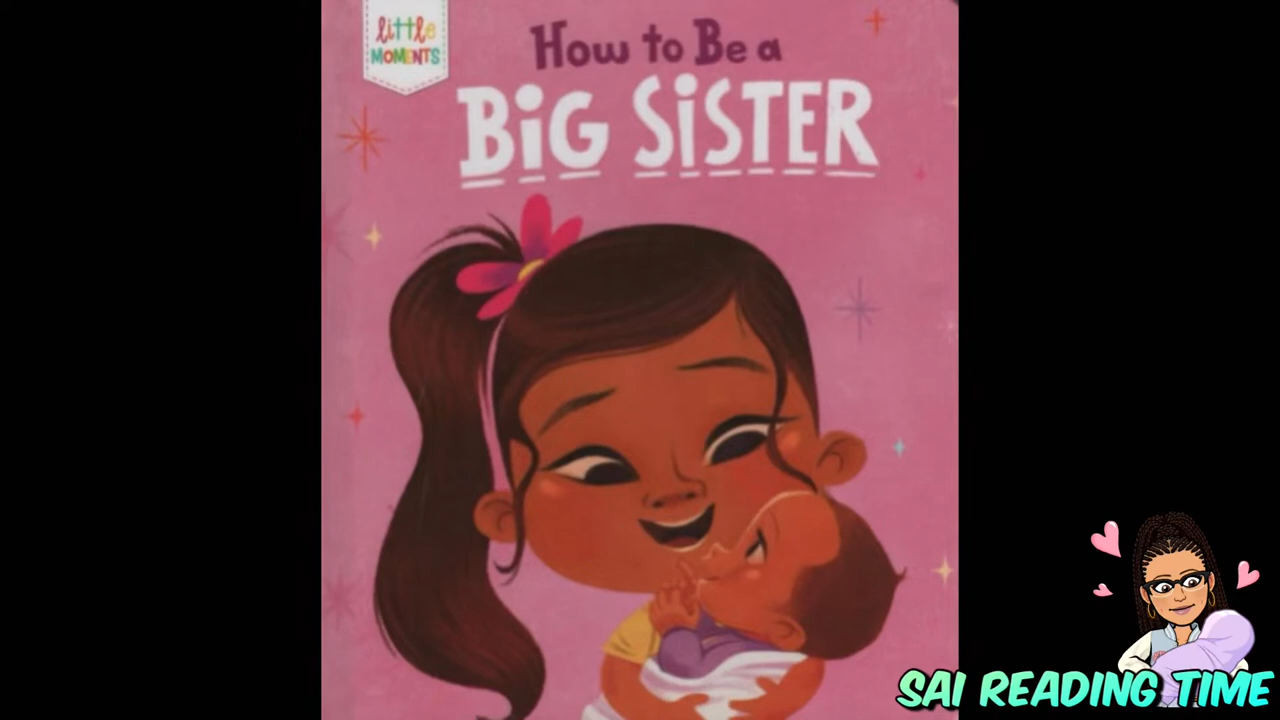 little
MOMENTS
How to Be a
BiG SiSTER
SAI READING TIME